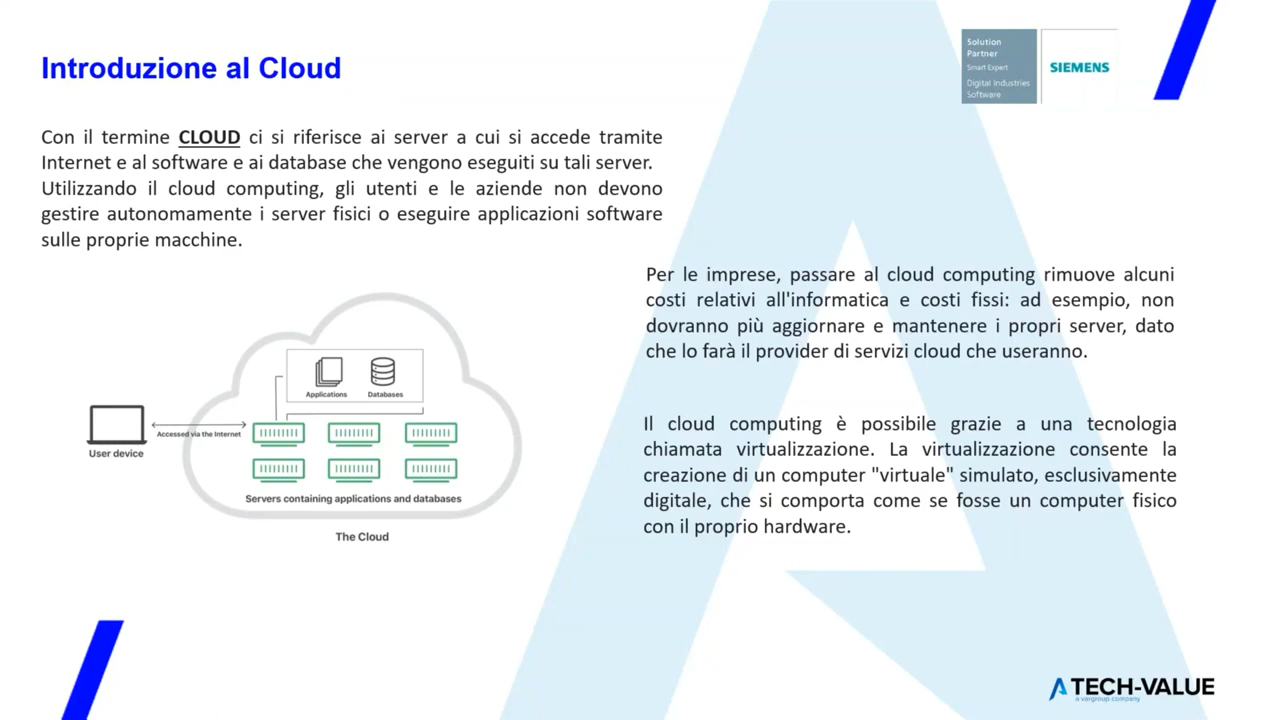 Introduzione al Cloud
Solution
Partner
Smart Expert
Digital Industries
Software
SIEMENS
Con il termine CLOUD ci si riferisce ai server a cui si accede tramite
Internet e al software e ai database che vengono eseguiti su tali server.
Utilizzando il cloud computing, gli utenti e le aziende non devono
gestire autonomamente i server fisici o eseguire applicazioni software
sulle proprie macchine.
Per le imprese, passare al cloud computing rimuove alcuni
costi relativi all'informatica e costi fissi: ad esempio, non
dovranno più aggiornare e mantenere i propri server, dato
che lo farà il provider di servizi cloud che useranno.
Applications
Databases
Accessed via the Internet
User device
Servers containing applications and databases
The Cloud
Il cloud computing è possibile grazie a una tecnologia
chiamata virtualizzazione. La virtualizzazione consente la
creazione di un computer "virtuale" simulato, esclusivamente
digitale, che si comporta come se fosse un computer fisico
con il proprio hardware.
TECH-VALUE
a vargroup company